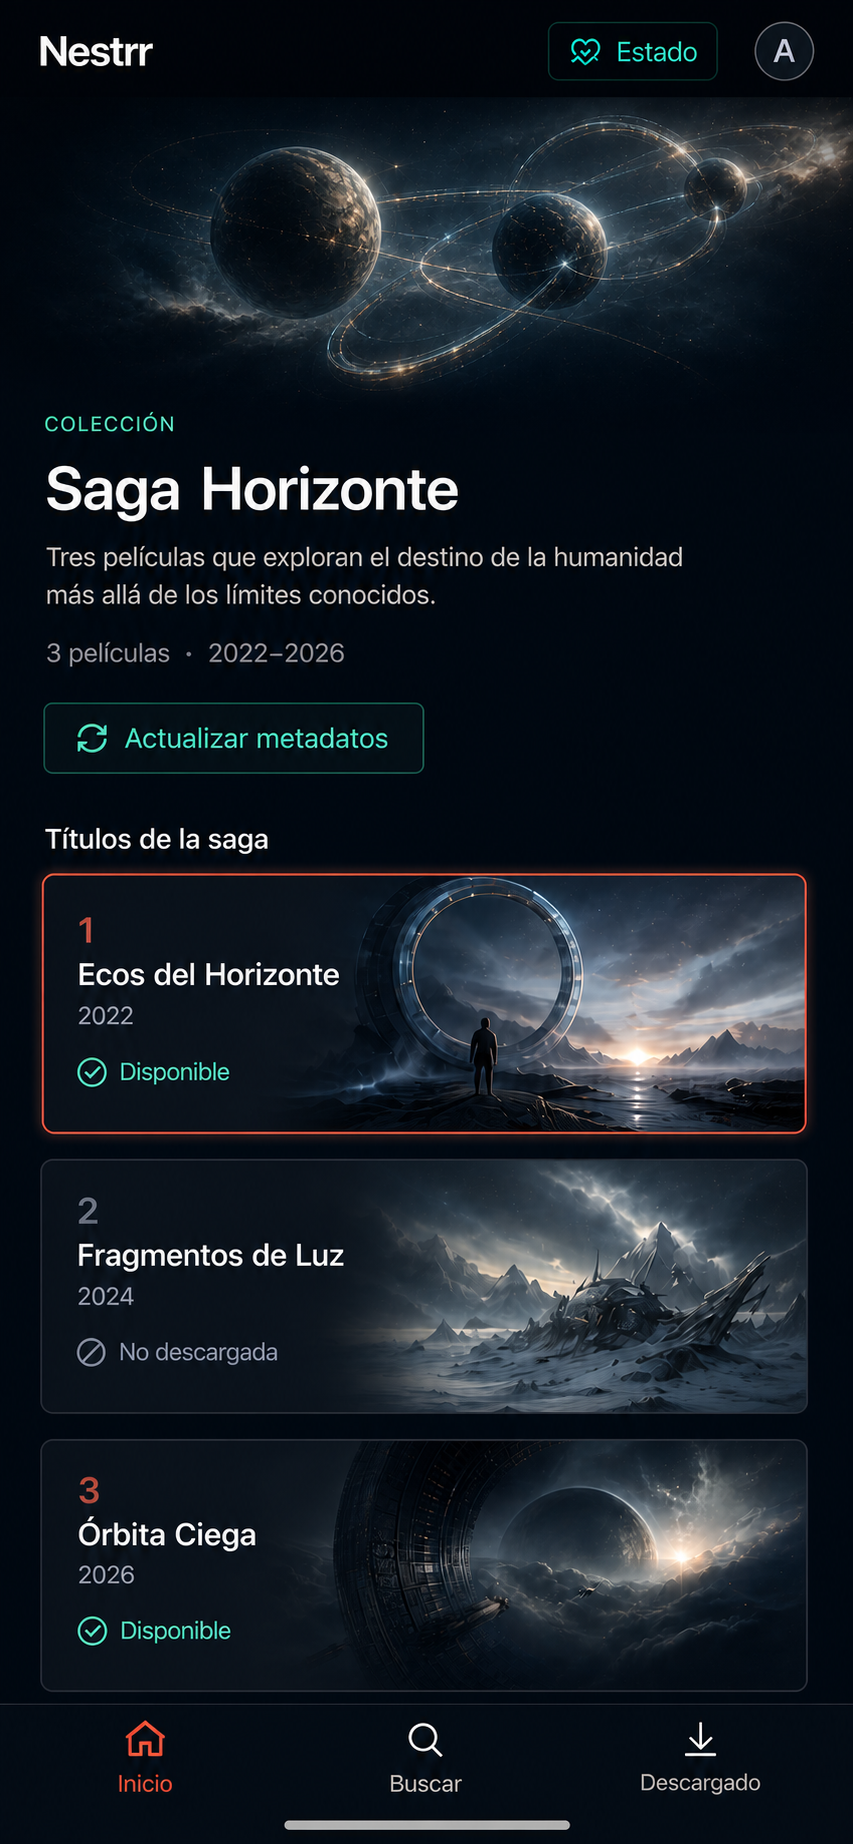 Nestrr
Estado
A
COLECCIÓN
Saga Horizonte
Tres películas que exploran el destino de la humanidad
más allá de los límites conocidos.
3 películas · 2022–2026
Actualizar metadatos
Títulos de la saga
1
Ecos del Horizonte
2022
Disponible
2
Fragmentos de Luz
2024
No descargada
3
Órbita Ciega
2026
Disponible
Inicio
Buscar
Descargado